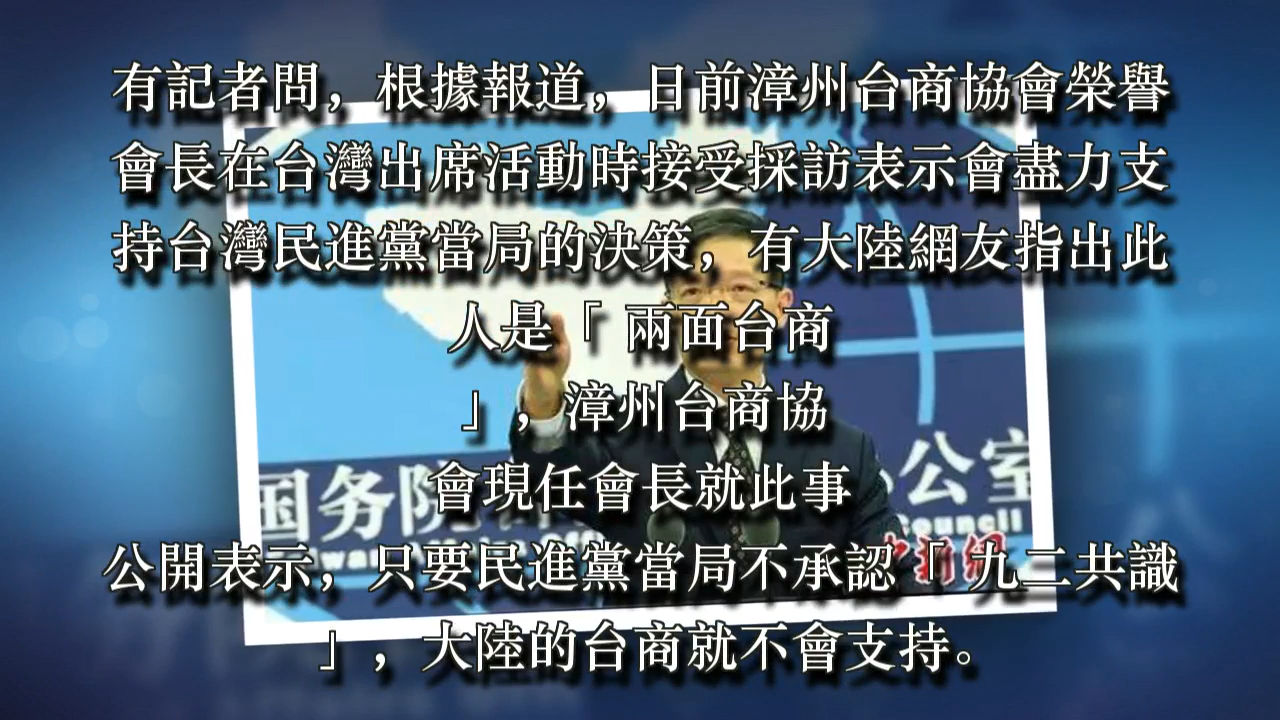 有記者問，根據報道，日前漳州台商協會榮譽
會長在台灣出席活動時接受採訪表示會盡力支
持台灣民進黨當局的決策，有大陸網友指出此
人是「 兩面台商
」，漳州台商協
會現任會長就此事
公開表示，只要民進黨當局不承認「 九二共識
」，大陸的台商就不會支持。
国务院
公室